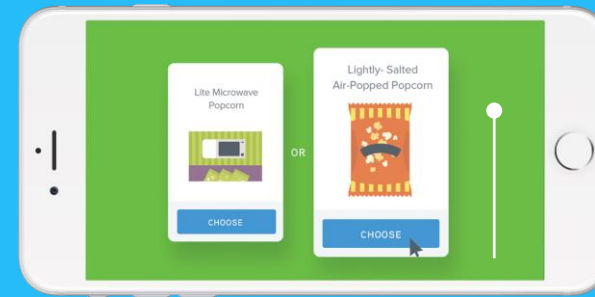 Lite Microwave
Popcorn
CHOOSE
OR
Lightly- Salted
Air-Popped Popcorn
CHOOSE